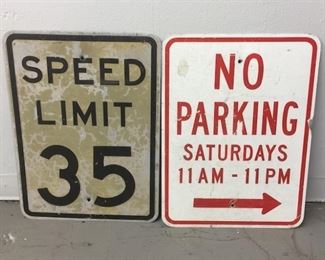 SPEED
LIMIT
35
NO
PARKING
SATURDAYS
11AM - 11PM